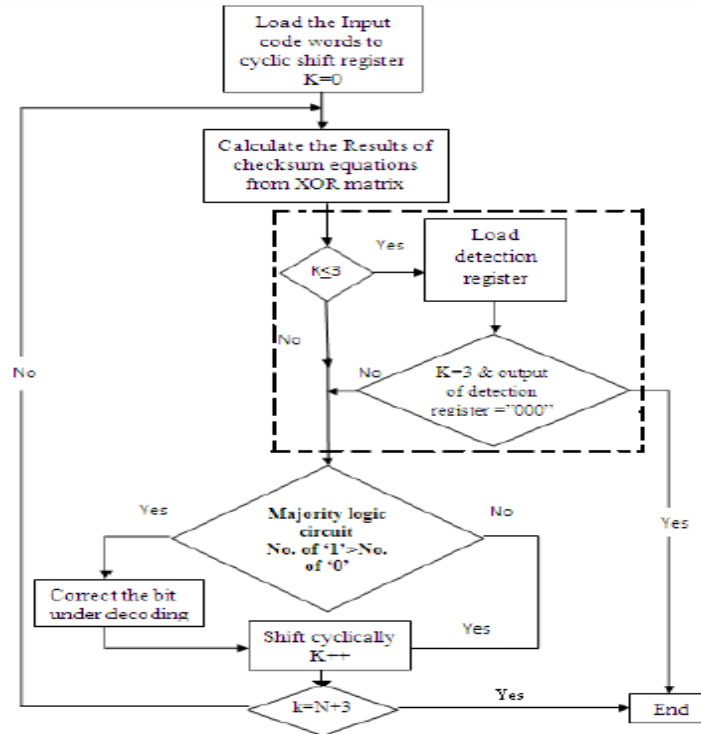 Load the Input
code words to
cyclic shift register
K=0
Calculate the Results of
checksum equations
from XOR matrix
K≤3
Yes
Load
detection
register
No
No
No
K=3 & output
of detection
register ="000"
Yes
Majority logic
circuit
No. of '1'>No.
of '0'
Yes
No
Correct the bit
under decoding
Shift cyclically
K++
Yes
k=N+3
Yes
End